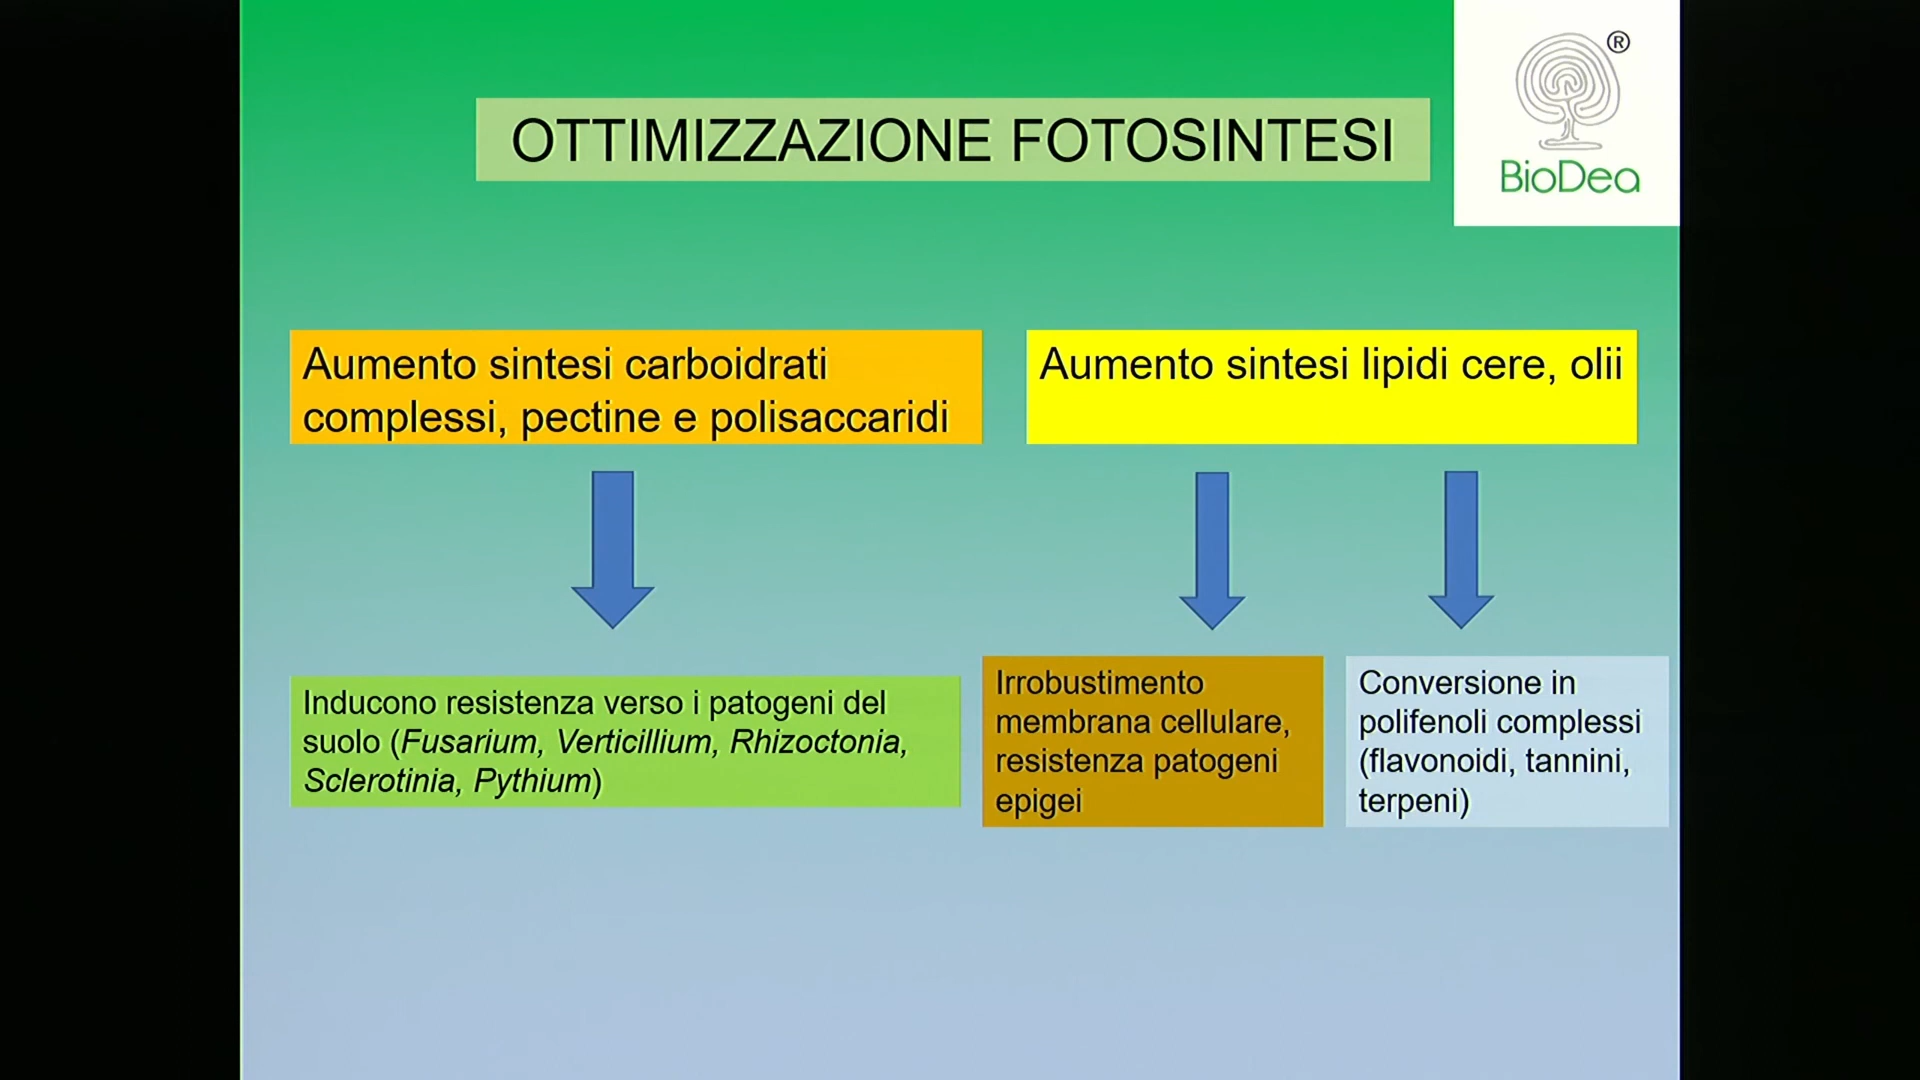 OTTIMIZZAZIONE FOTOSINTESI
®
BioDea
Aumento sintesi carboidrati
complessi, pectine e polisaccaridi
Aumento sintesi lipidi cere, olii
Inducono resistenza verso i patogeni del
suolo (Fusarium, Verticillium, Rhizoctonia,
Sclerotinia, Pythium)
Irrobustimento
membrana cellulare,
resistenza patogeni
epigei
Conversione in
polifenoli complessi
(flavonoidi, tannini,
terpeni)